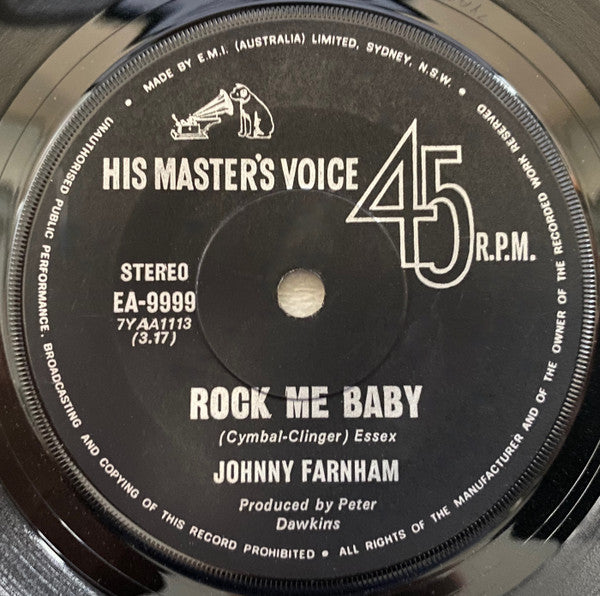 • MADE BY E.M.I. (AUSTRALIA) LIMITED, SYDNEY, N.S.W. •
HIS MASTER'S VOICE
45 R.P.M.
STEREO
EA-9999
7YAA1113
(3.17)
ROCK ME BABY
(Cymbal-Clinger) Essex
JOHNNY FARNHAM
Produced by Peter
Dawkins
UNAUTHORISED PUBLIC PERFORMANCE, BROADCASTING AND COPYING OF THIS RECORD PROHIBITED • ALL RIGHTS OF THE MANUFACTURER AND OF THE OWNER OF THE RECORDED WORK RESERVED